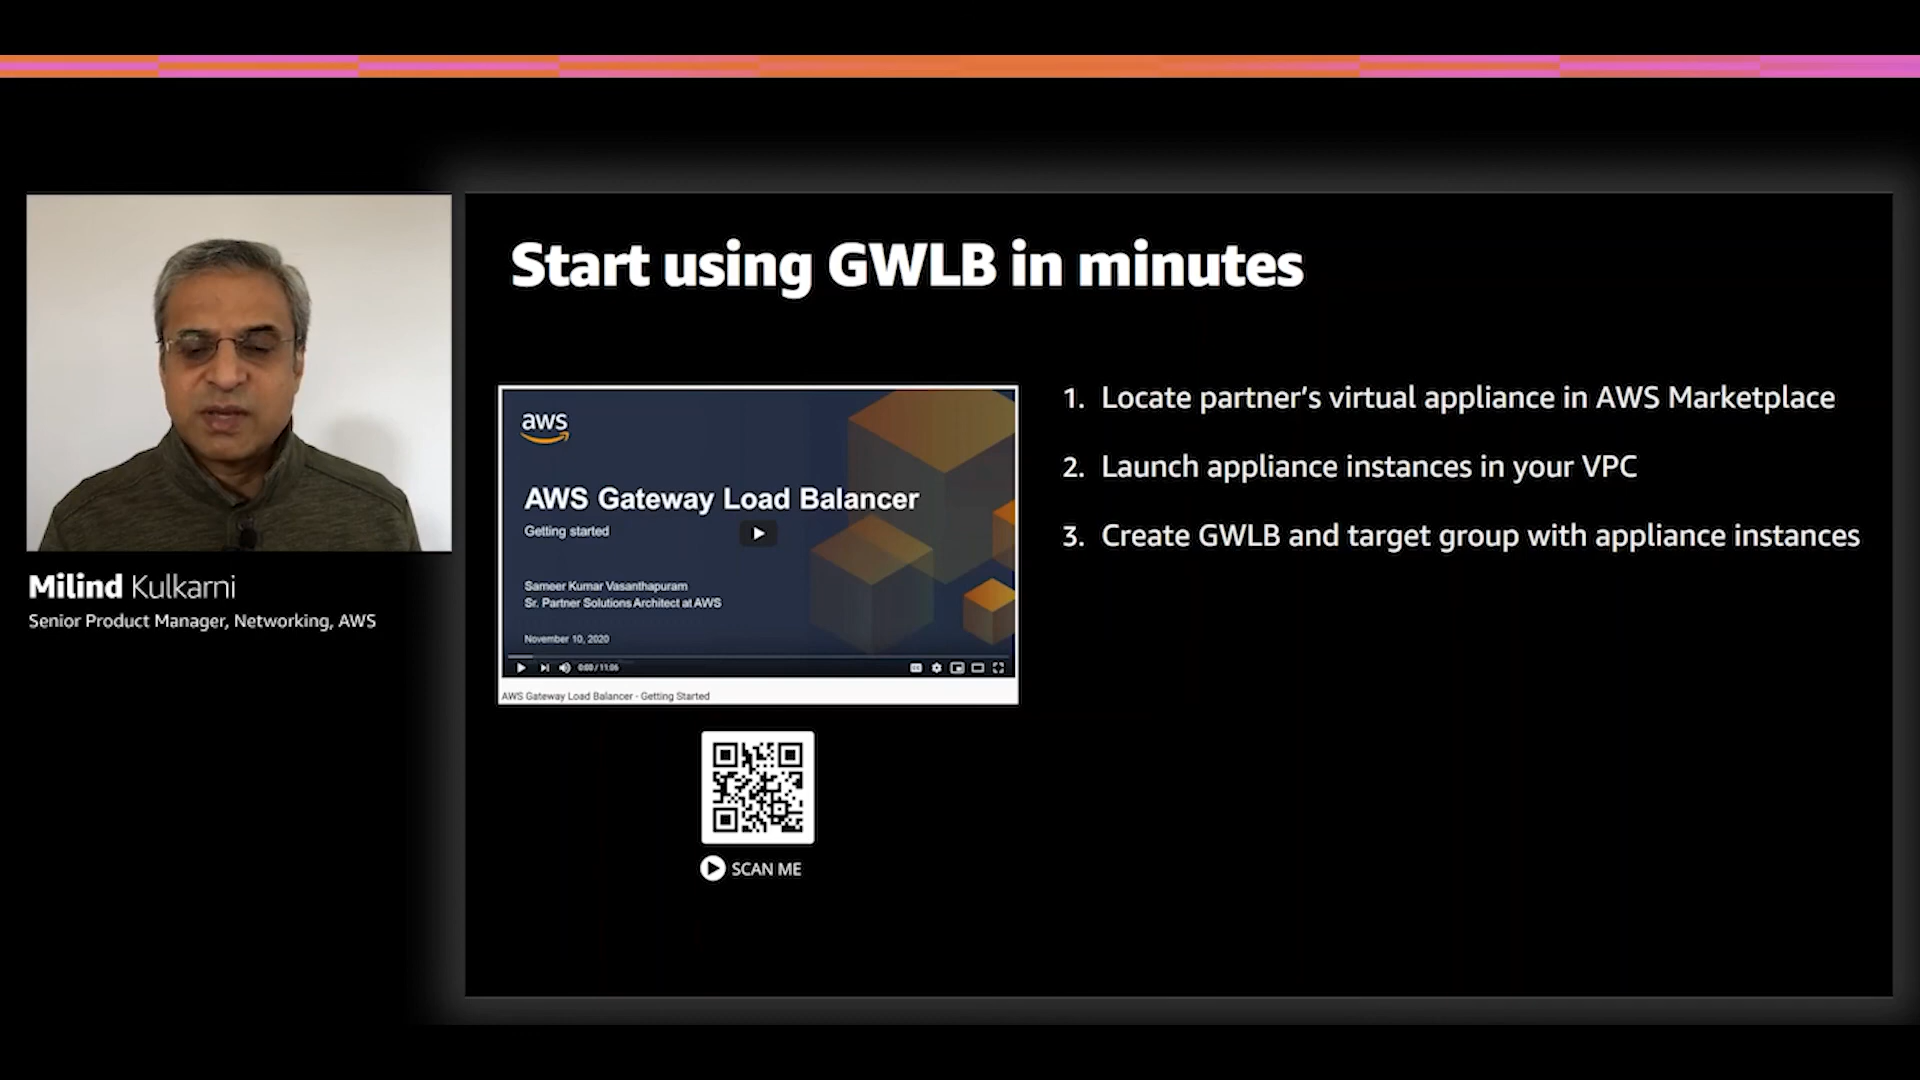 Start using GWLB in minutes
Milind Kulkarni
Senior Product Manager, Networking, AWS
aws
AWS Gateway Load Balancer
Getting started
Sameer Kumar Vasanthapuram
Sr. Partner Solutions Architect at AWS
November 10, 2020
0:00 / 11:06
AWS Gateway Load Balancer - Getting Started
SCAN ME
1. Locate partner’s virtual appliance in AWS Marketplace
2. Launch appliance instances in your VPC
3. Create GWLB and target group with appliance instances